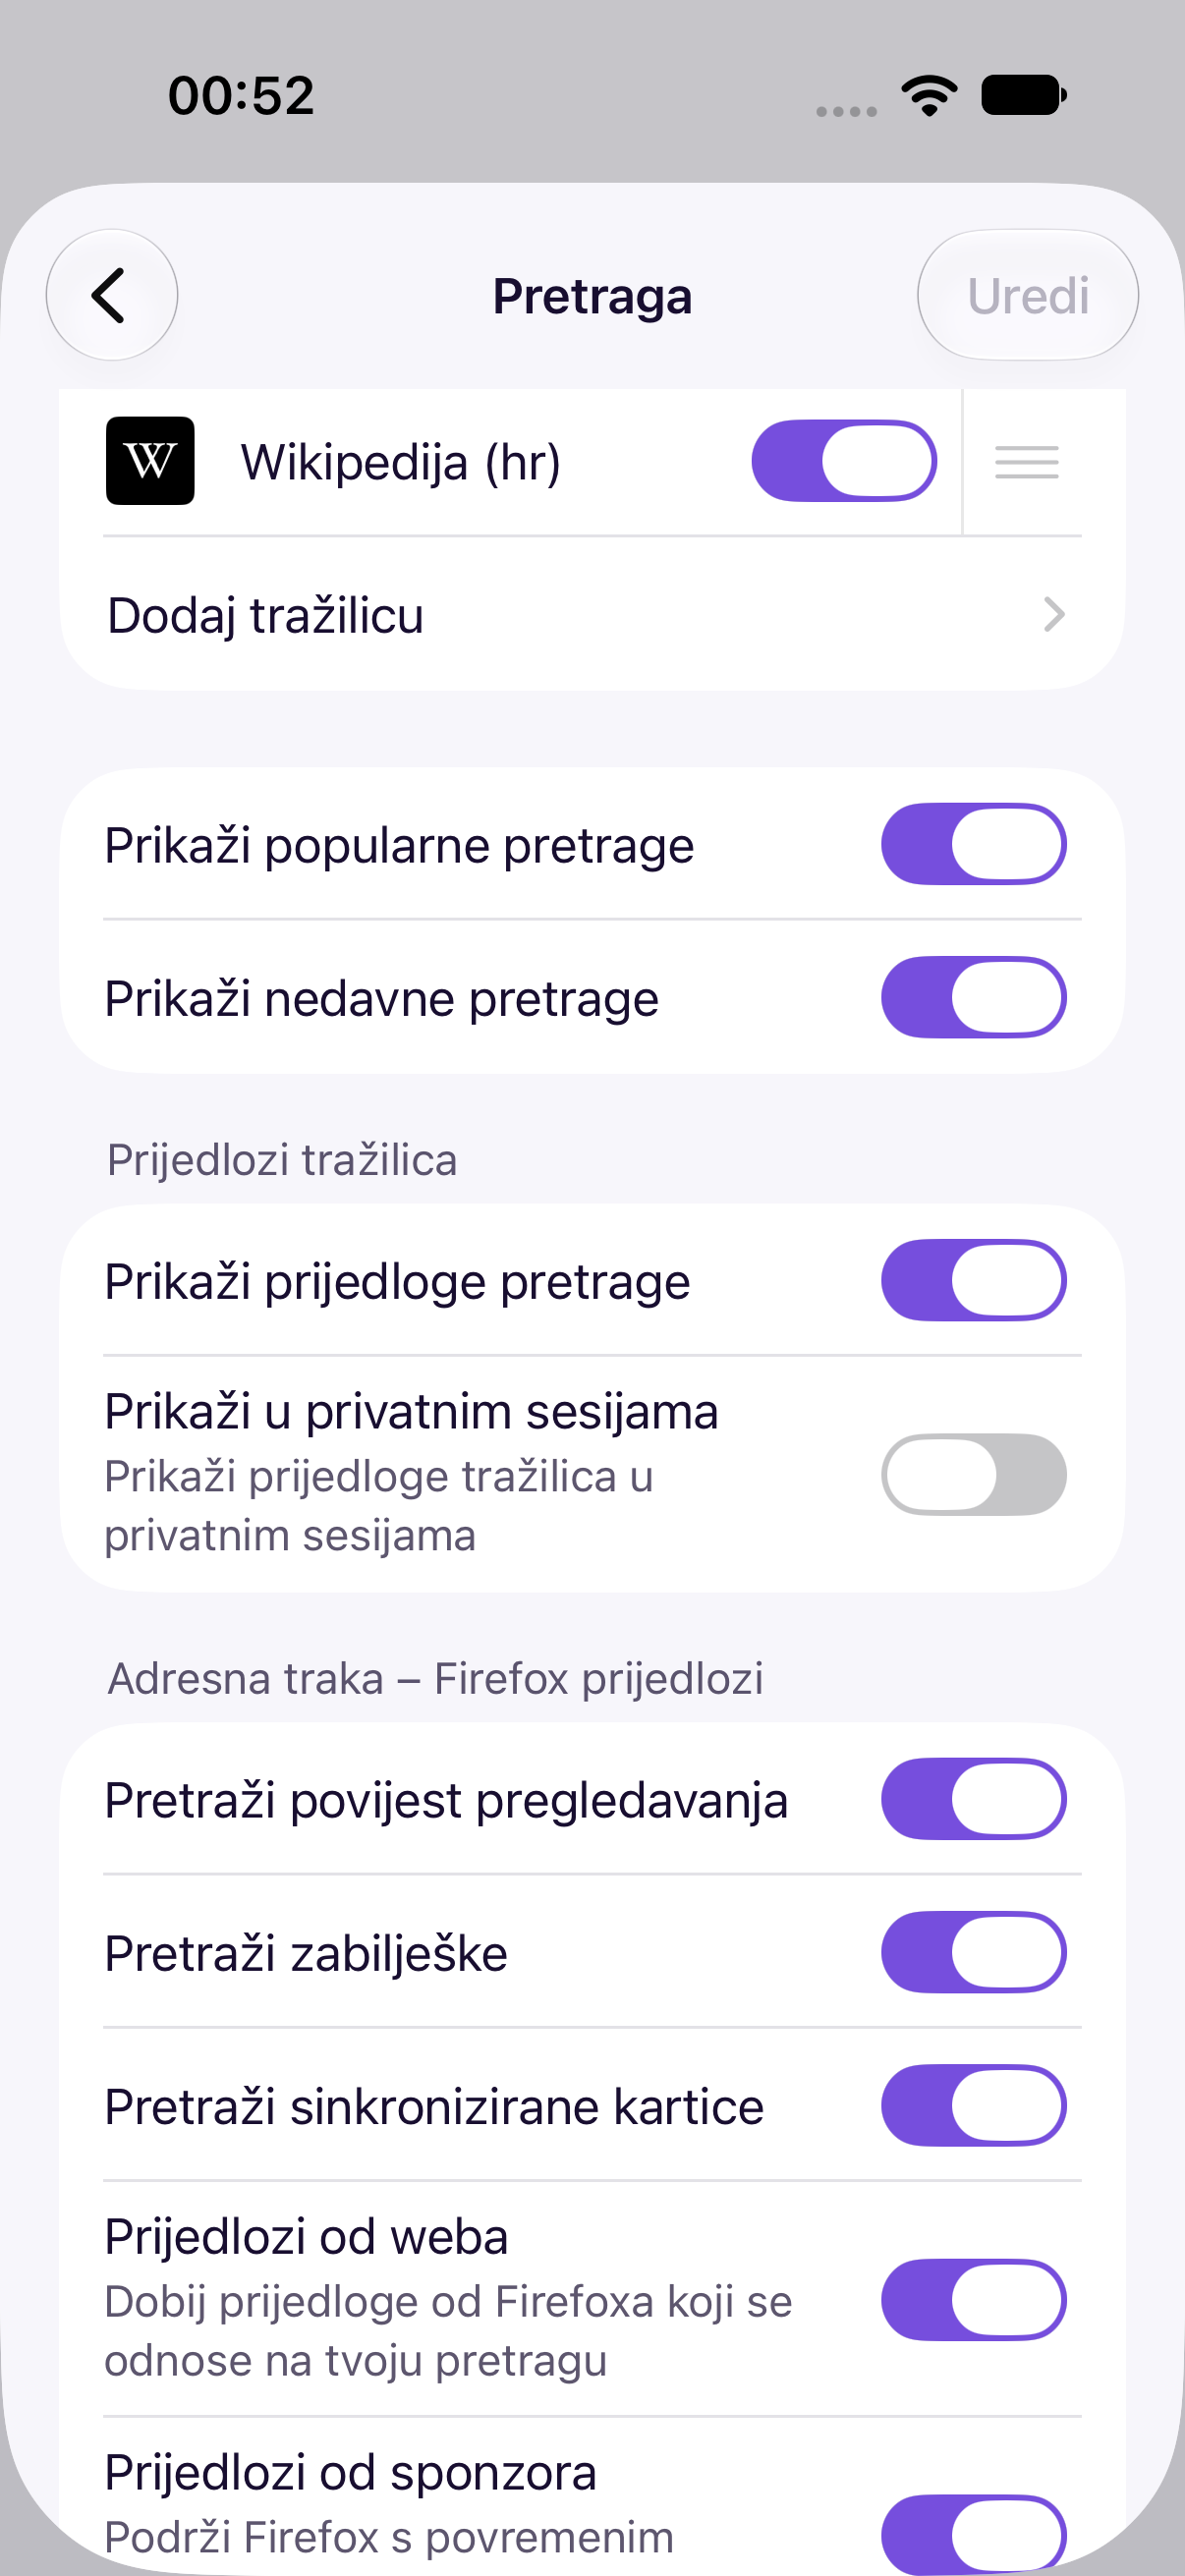 00:52
Pretraga
Uredi
W
Wikipedija (hr)
Dodaj tražilicu
Prikaži popularne pretrage
Prikaži nedavne pretrage
Prijedlozi tražilica
Prikaži prijedloge pretrage
Prikaži u privatnim sesijama
Prikaži prijedloge tražilica u
privatnim sesijama
Adresna traka – Firefox prijedlozi
Pretraži povijest pregledavanja
Pretraži zabilješke
Pretraži sinkronizirane kartice
Prijedlozi od weba
Dobij prijedloge od Firefoxa koji se
odnose na tvoju pretragu
Prijedlozi od sponzora
Podrži Firefox s povremenim